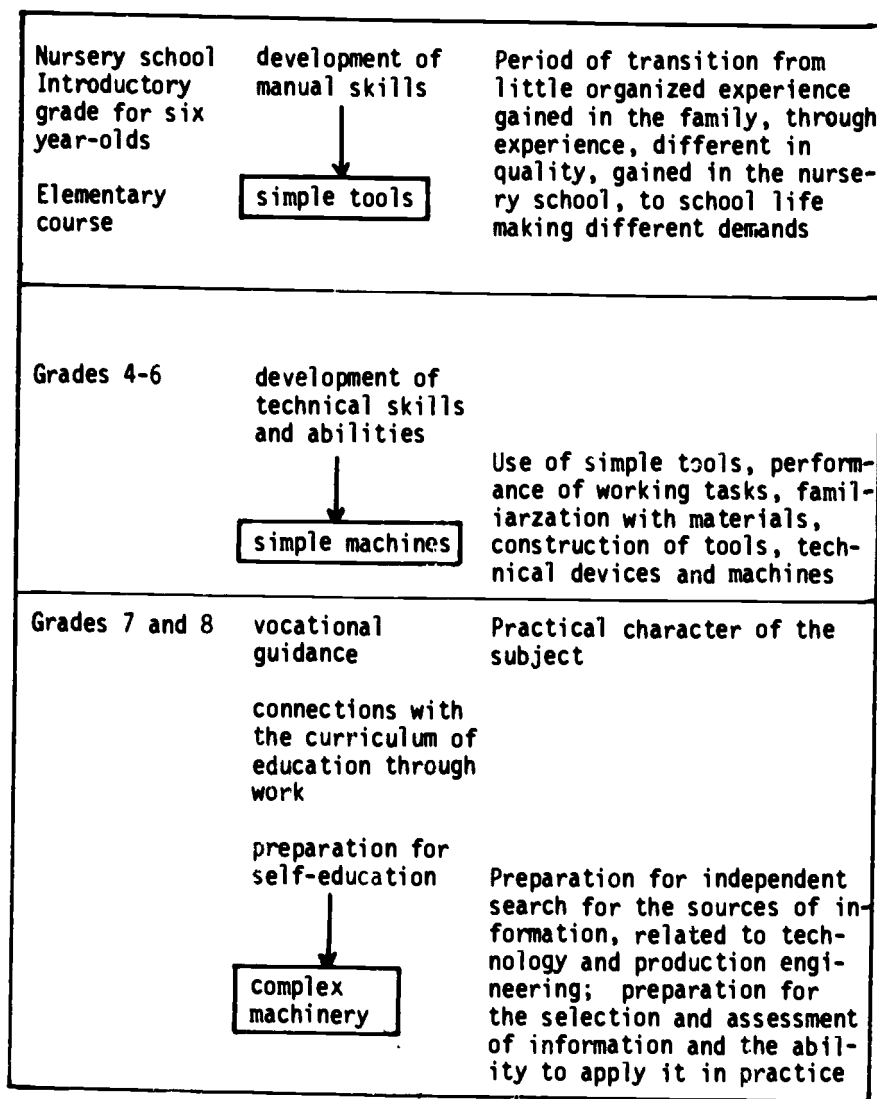 Nursery school
Introductory
grade for six
year-olds
Elementary
course
development of
manual skills
simple tools
Period of transition from
little organized experience
gained in the family, through
experience, different in
quality, gained in the nurse-
ry school, to school life
making different demands
Grades 4-6
development of
technical skills
and abilities
simple machines
Use of simple tools, perform-
ance of working tasks, famil-
iarzation with materials,
construction of tools, tech-
nical devices and machines
Grades 7 and 8
vocational
guidance
connections with
the curriculum of
education through
work
preparation for
self-education
complex
machinery
Practical character of the
subject
Preparation for independent
search for the sources of in-
formation, related to tech-
nology and production engi-
neering; preparation for
the selection and assessment
of information and the abil-
ity to apply it in practice